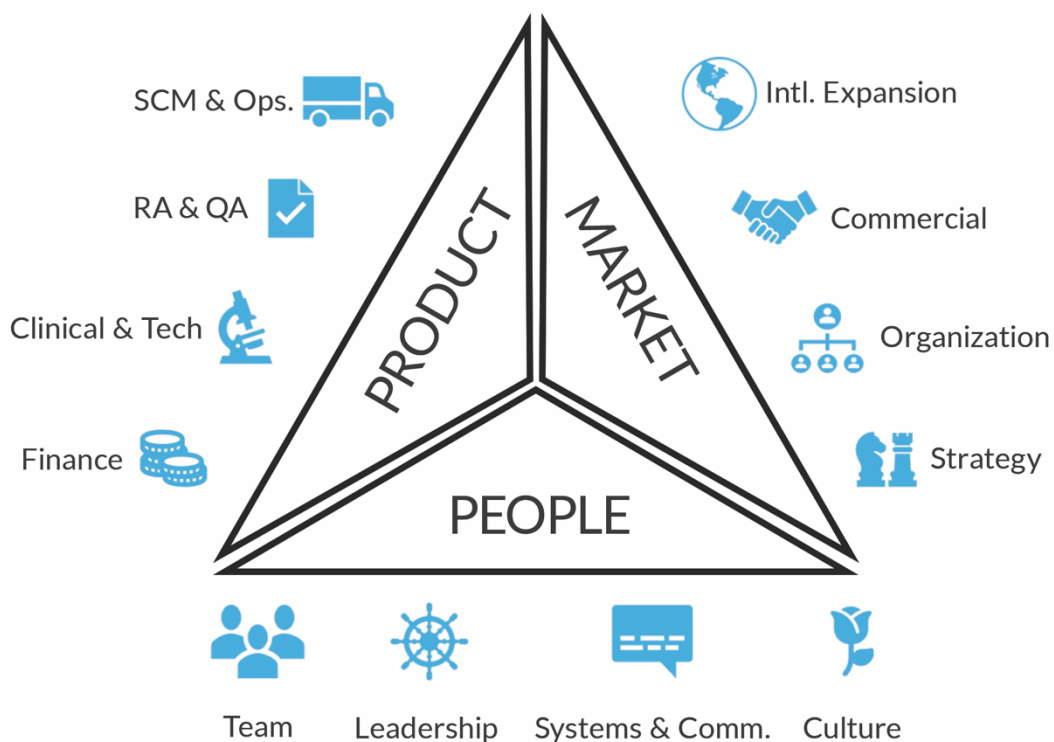 SCM & Ops.
Intl. Expansion
RA & QA
Commercial
PRODUCT
MARKET
Clinical & Tech
Organization
Finance
Strategy
PEOPLE
Team
Leadership
Systems & Comm.
Culture